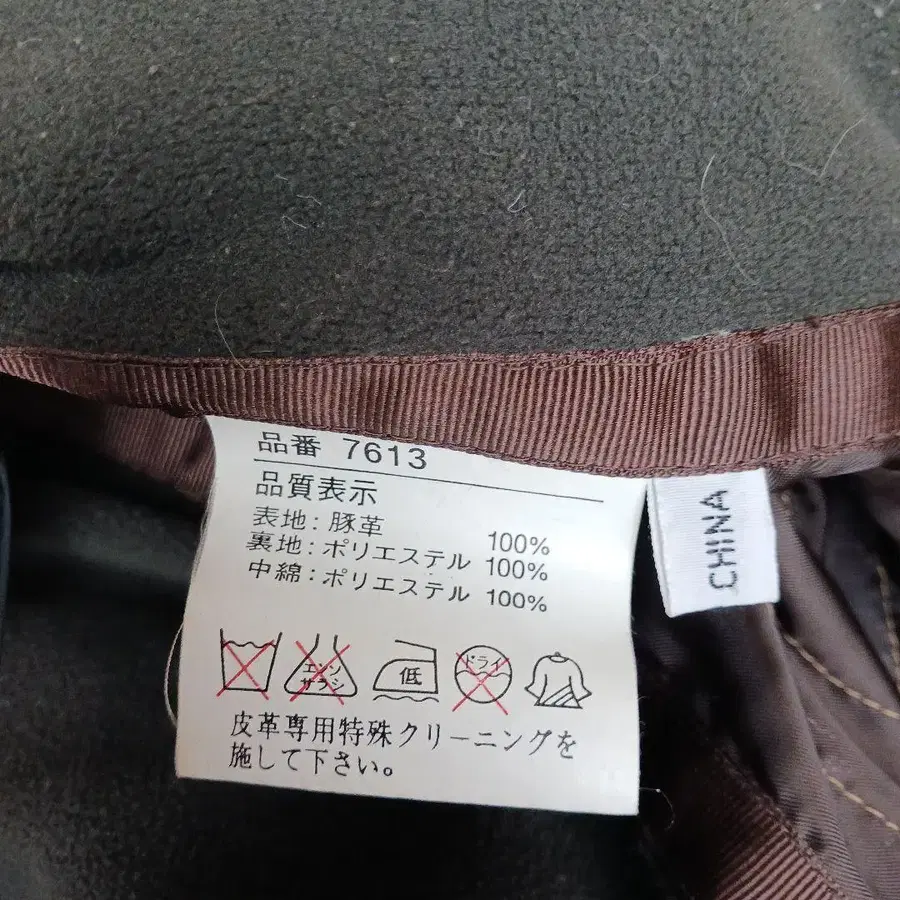 品番 7613
品質表示
表地：豚革 100%
裏地：ポリエステル 100%
中綿：ポリエステル 100%
エンソ
サラシ
低
ドライ
皮革専用特殊クリーニングを
施して下さい。
CHINA